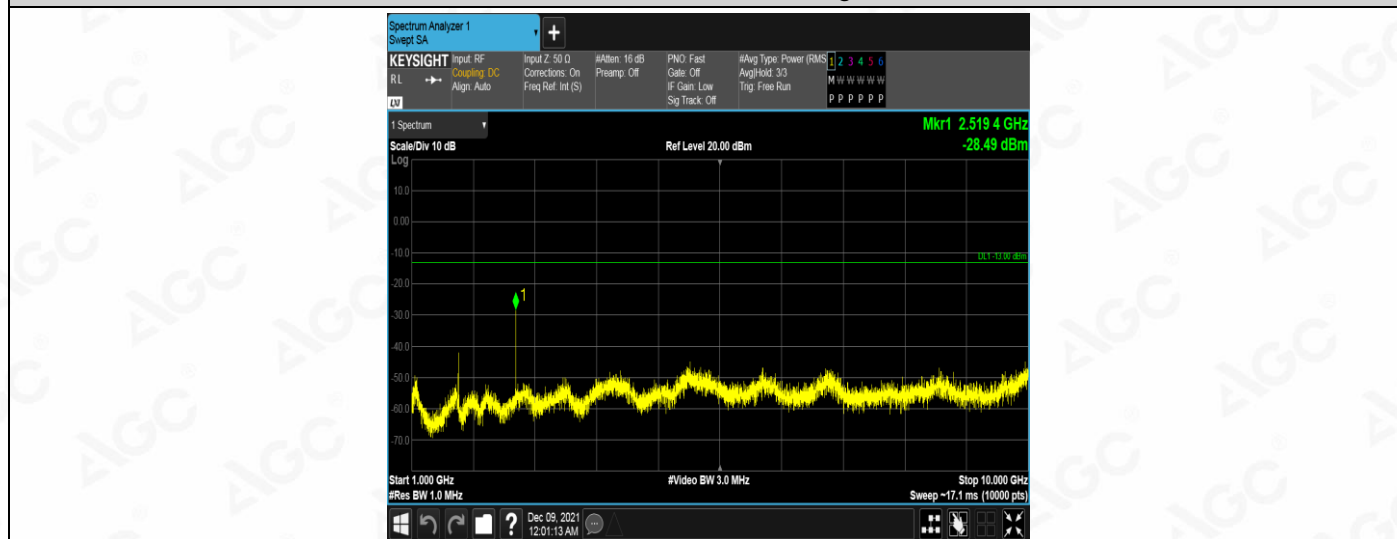 Spectrum Analyzer 1
Swept SA
+
KEYSIGHT
RL
LXI
Input: RF
Coupling: DC
Align: Auto
Input Z: 50 Ω
Corrections: On
Freq Ref: Int (S)
#Atten: 16 dB
Preamp: Off
PNO: Fast
Gate: Off
IF Gain: Low
Sig Track: Off
#Avg Type: Power (RMS
Avg|Hold: 3/3
Trig: Free Run
1 2 3 4 5 6
M W W W W W
P P P P P P
1 Spectrum
Mkr1 2.519 4 GHz
Scale/Div 10 dB
Ref Level 20.00 dBm
-28.49 dBm
Log
10.0
0.00
-10.0
DL1 -13.00 dBm
-20.0
1
-30.0
-40.0
-50.0
-60.0
-70.0
Start 1.000 GHz
#Video BW 3.0 MHz
Stop 10.000 GHz
#Res BW 1.0 MHz
Sweep ~17.1 ms (10000 pts)
?
Dec 09, 2021
12:01:13 AM
AGC